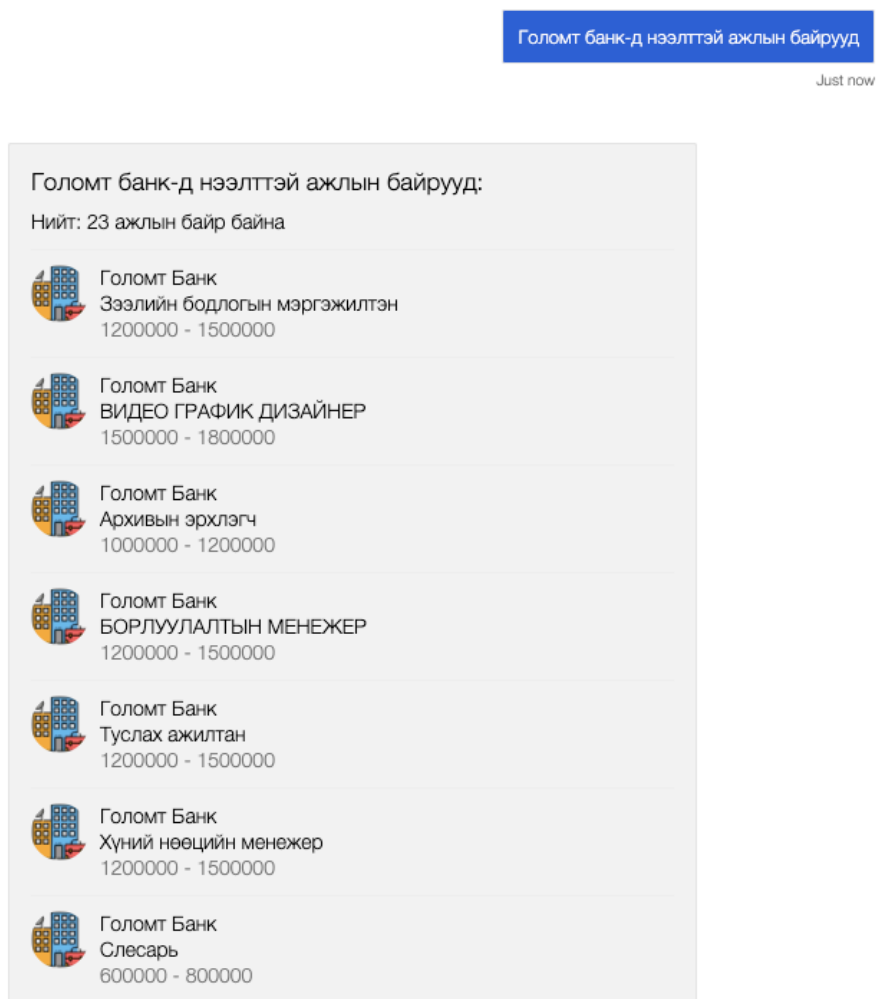 Голомт банк-д нээлттэй ажлын байрууд
Just now
Голомт банк-д нээлттэй ажлын байрууд:
Нийт: 23 ажлын байр байна
Голомт Банк
Зээлийн бодлогын мэргэжилтэн
1200000 - 1500000
Голомт Банк
ВИДЕО ГРАФИК ДИЗАЙНЕР
1500000 - 1800000
Голомт Банк
Архивын эрхлэгч
1000000 - 1200000
Голомт Банк
БОРЛУУЛАЛТЫН МЕНЕЖЕР
1200000 - 1500000
Голомт Банк
Туслах ажилтан
1200000 - 1500000
Голомт Банк
Хүний нөөцийн менежер
1200000 - 1500000
Голомт Банк
Слесарь
600000 - 800000